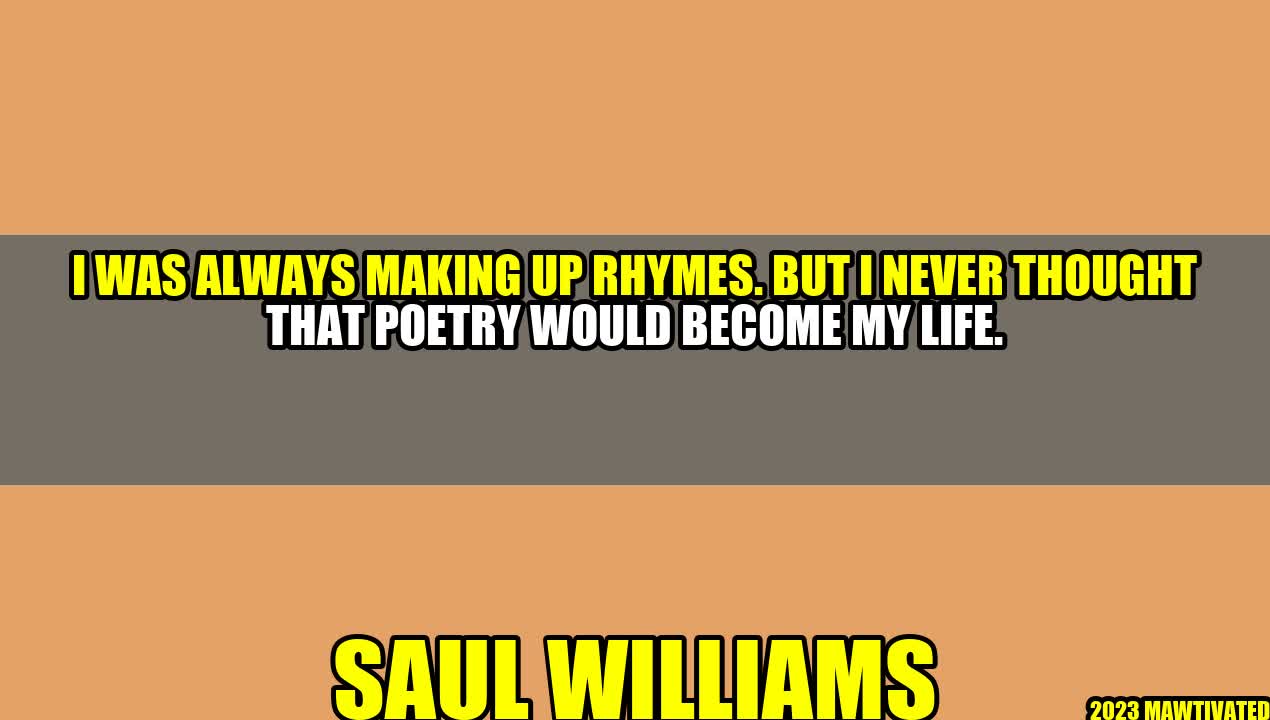 I WAS ALWAYS MAKING UP RHYMES. BUT I NEVER THOUGHT
THAT POETRY WOULD BECOME MY LIFE.
SAUL WILLIAMS
2023 MAWTIVATED